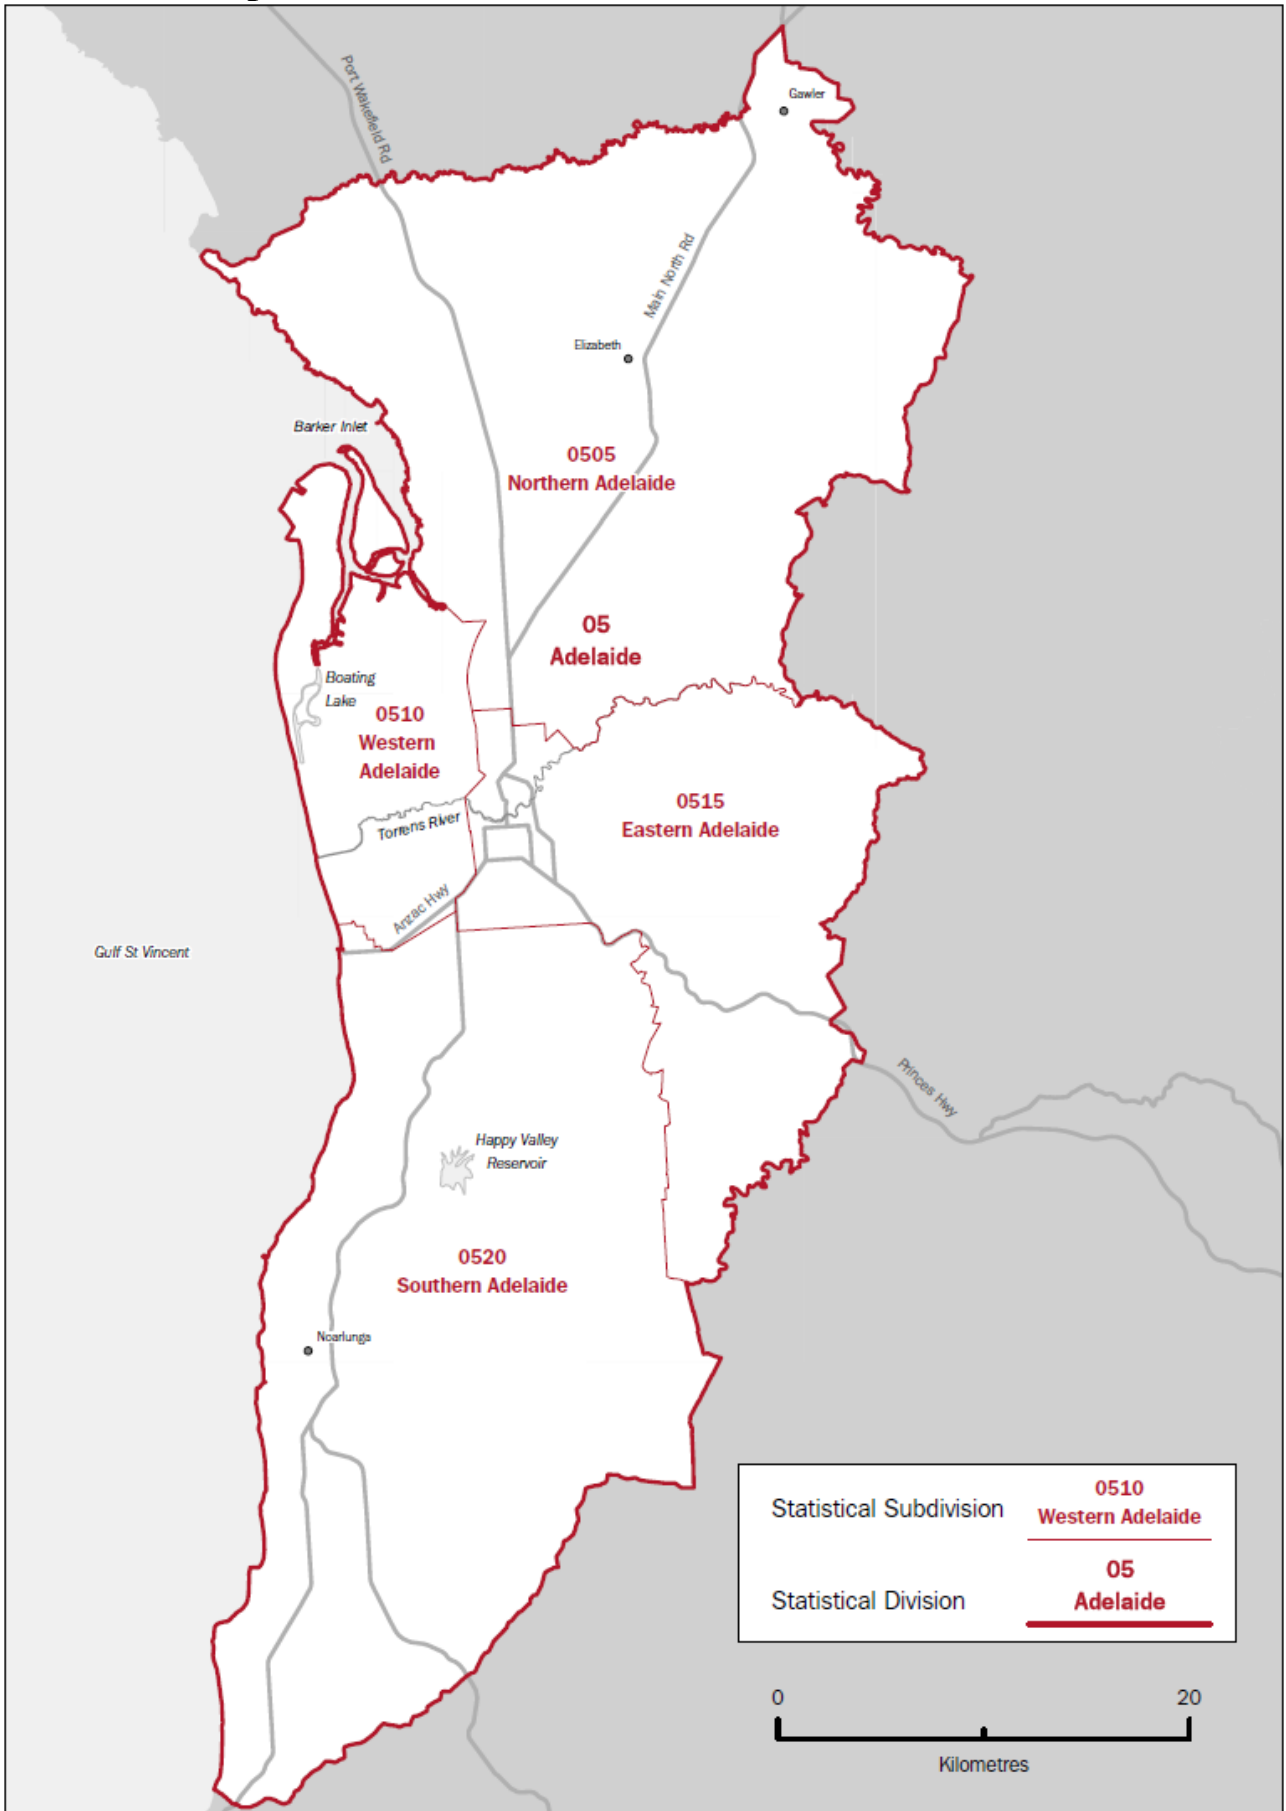 Port Wakefield Rd
Gawler
Main North Rd
Elizabeth
Barker Inlet
0505
Northern Adelaide
05
Adelaide
Boating
Lake
0510
Western
Adelaide
0515
Eastern Adelaide
Torrens River
Anzac Hwy
Gulf St Vincent
Princes Hwy
Happy Valley
Reservoir
0520
Southern Adelaide
Noarlunga
Statistical Subdivision
0510
Western Adelaide
Statistical Division
05
Adelaide
0
20
Kilometres